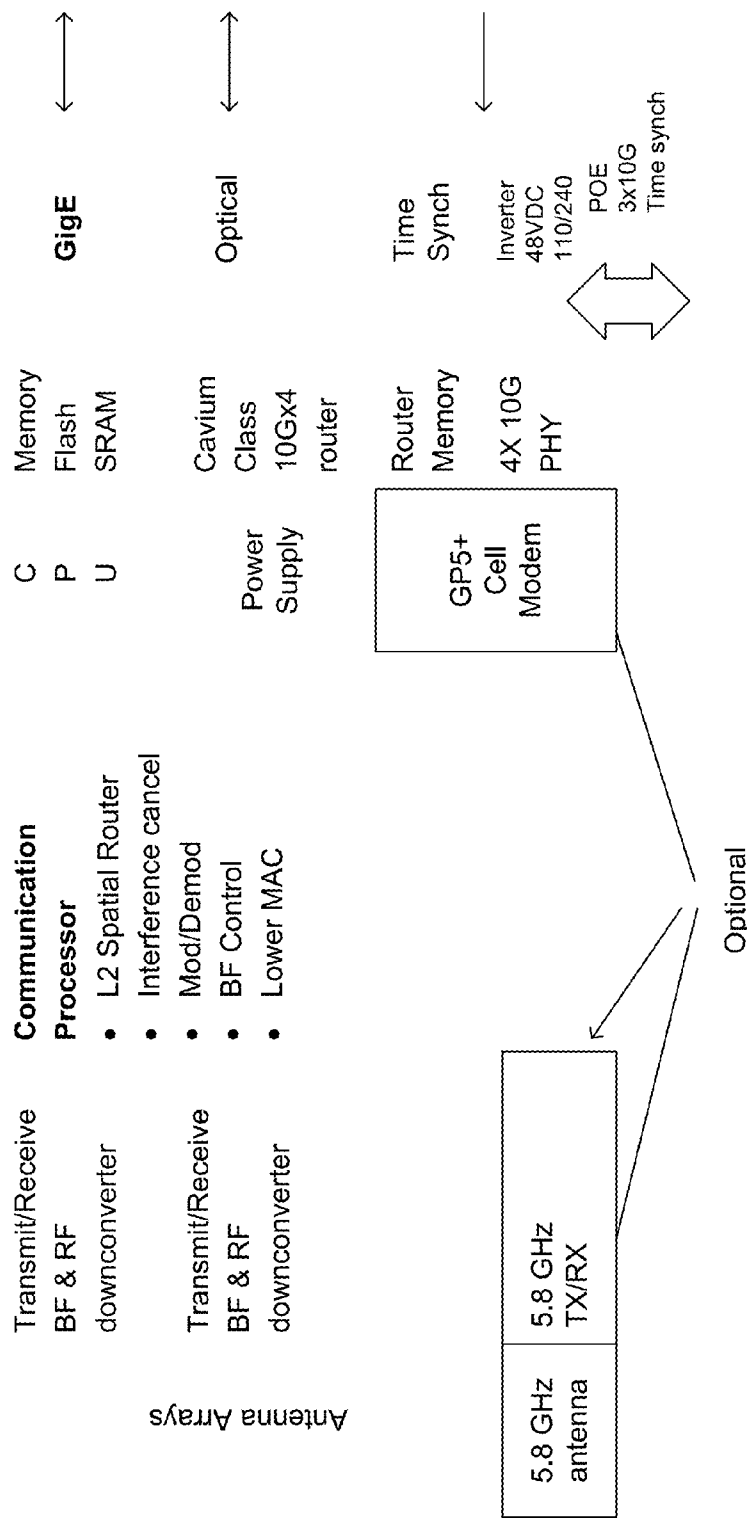 Antenna Arrays
Transmit/Receive
BF & RF
downconverter
Transmit/Receive
BF & RF
downconverter
Communication
Processor
• L2 Spatial Router
• Interference cancel
• Mod/Demod
• BF Control
• Lower MAC
C
P
U
Memory
Flash
SRAM
GigE
Power
Supply
Cavium
Class
10Gx4
router
Optical
GP5+
Cell
Modem
Router
Memory
4X 10G
PHY
Time
Synch
Inverter
48VDC
110/240
POE
3x10G
Time synch
5.8 GHz
antenna
5.8 GHz
TX/RX
Optional